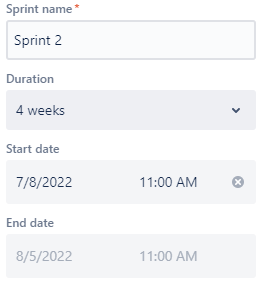 Sprint name*
Sprint 2
Duration
4 weeks
Start date
7/8/2022 11:00 AM
End date
8/5/2022 11:00 AM